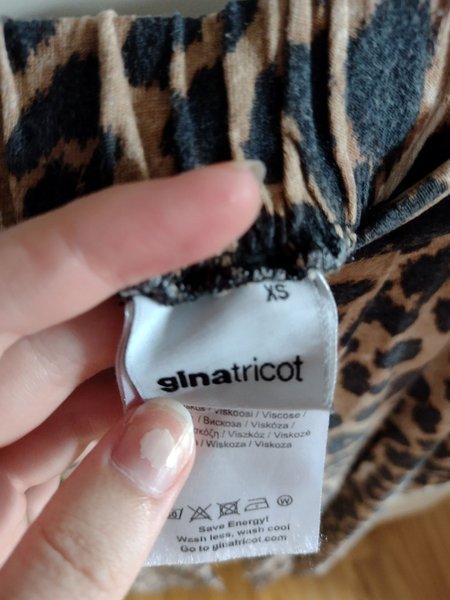 XS
ginatricot
/ Viskoosi / Viscose /
/ Вискоза / Viskóza /
/ Viszkóz / Viskozė
/ Wiskoza / Viskoza
Save Energy!
Wash less, wash cool
Go to ginatricot.com